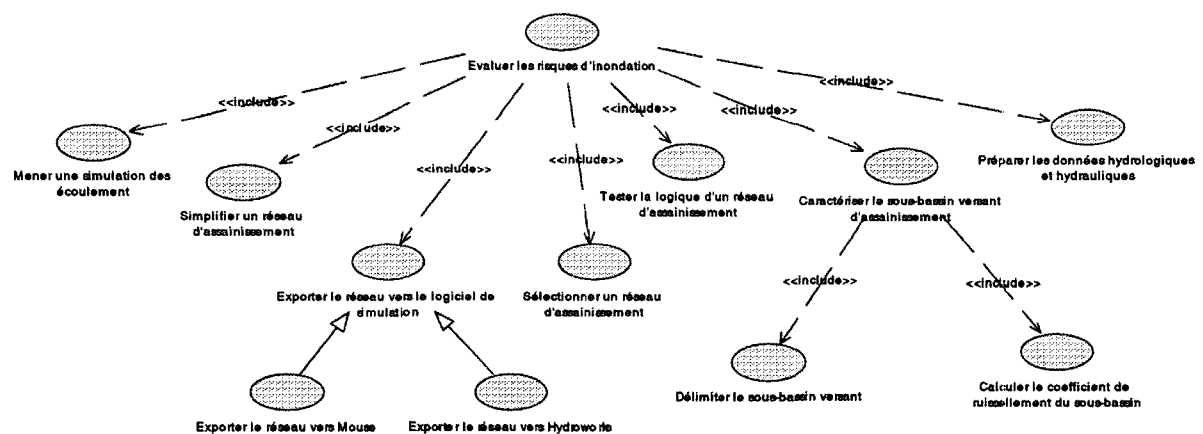 Evaluer les risques d'inondation
<<include>>
<<include>>
<<include>>
<<include>>
<<include>>
<<include>>
<<include>>
Mener une simulation des
écoulement
Simplifier un réseau
d'assainissement
Tester la logique d'un réseau
d'assainissement
Caractériser le sous-bassin versant
d'assainissement
Préparer les données hydrologiques
et hydrauliques
Exporter le réseau vers le logiciel de
simulation
Sélectionner un réseau
d'assainissement
<<include>>
<<include>>
Exporter le réseau vers Mouse
Exporter le réseau vers Hydroworks
Délimiter le sous-bassin versant
Calculer le coefficient de
ruissellement du sous-bassin